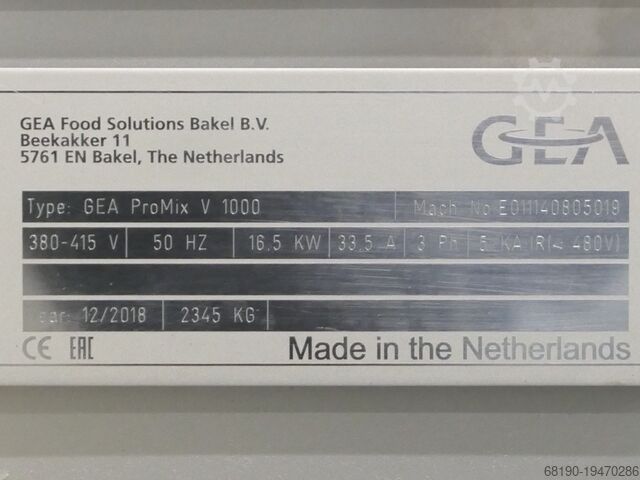 GEA Food Solutions Bakel B.V.
Beekakker 11
5761 EN Bakel, The Netherlands
GEA
Type: GEA ProMix V 1000 Mach. No E011140805019
380-415 V 50 HZ 16,5 KW 33,5 A 3 Ph 5 KA (RI< 480V)
12/2018 2345 KG
CE EAC Made in the Netherlands
68190-19470286